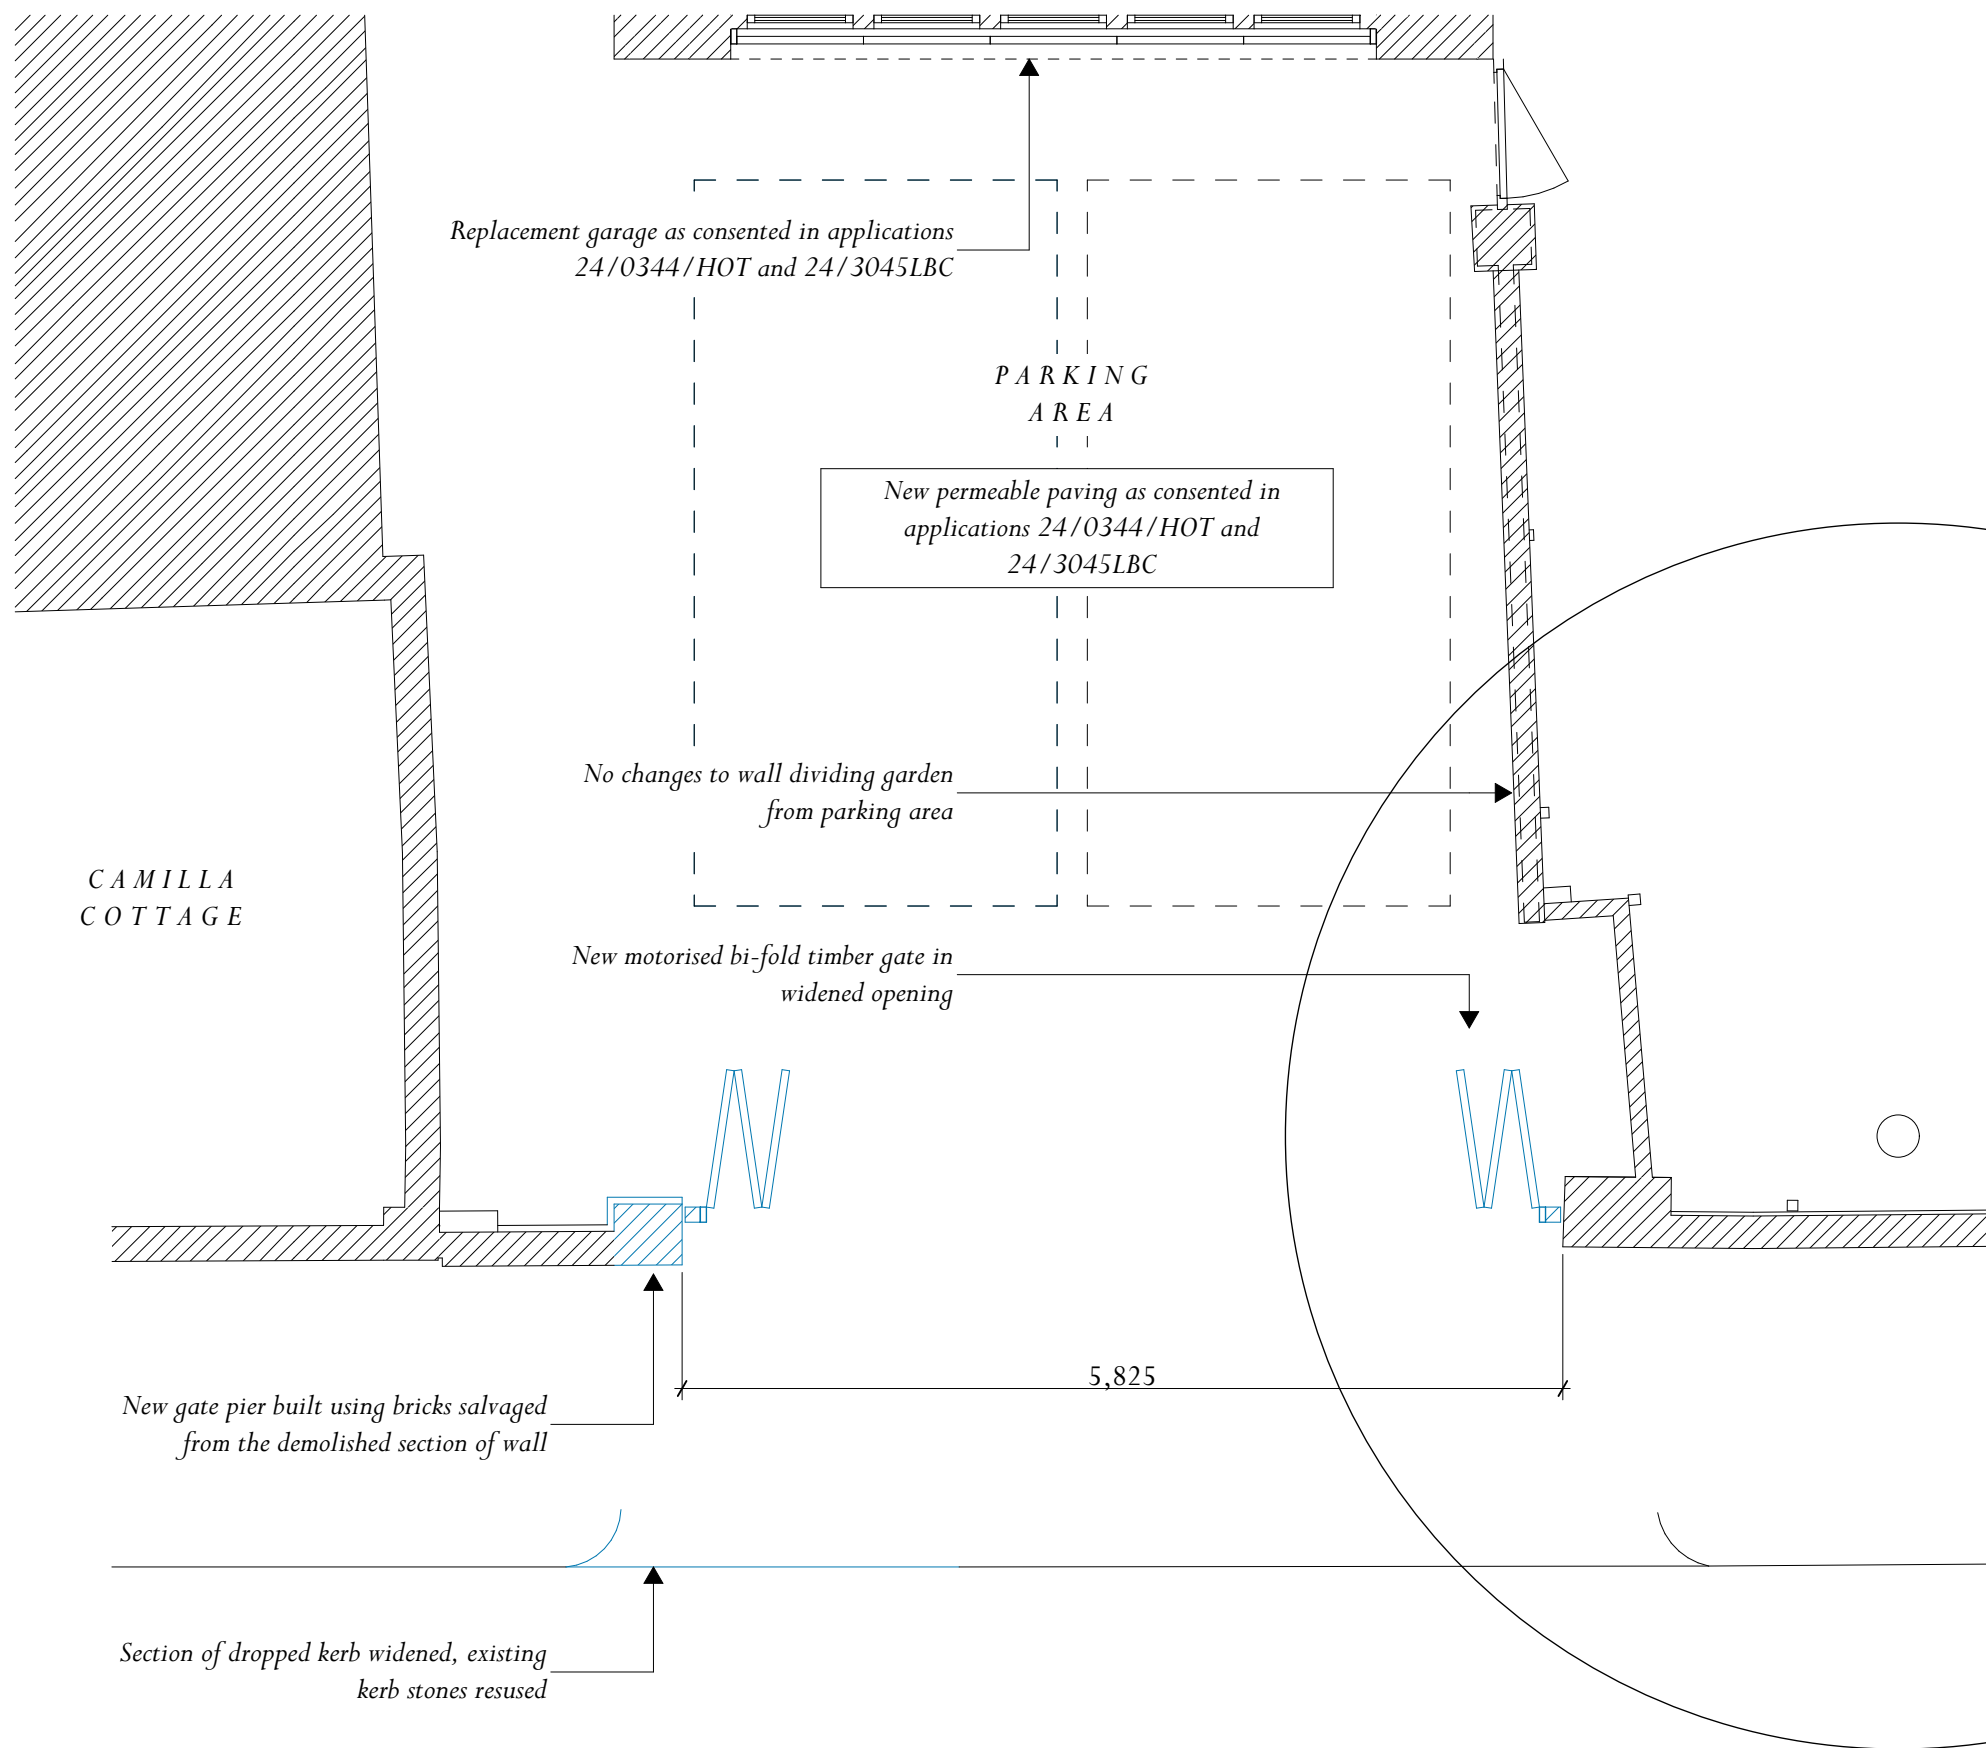 Replacement garage as consented in applications
24/0344/HOT and 24/3045LBC
PARKING
AREA
New permeable paving as consented in
applications 24/0344/HOT and
24/3045LBC
No changes to wall dividing garden
from parking area
CAMILLA
COTTAGE
New motorised bi-fold timber gate in
widened opening
5,825
New gate pier built using bricks salvaged
from the demolished section of wall
Section of dropped kerb widened, existing
kerb stones resused